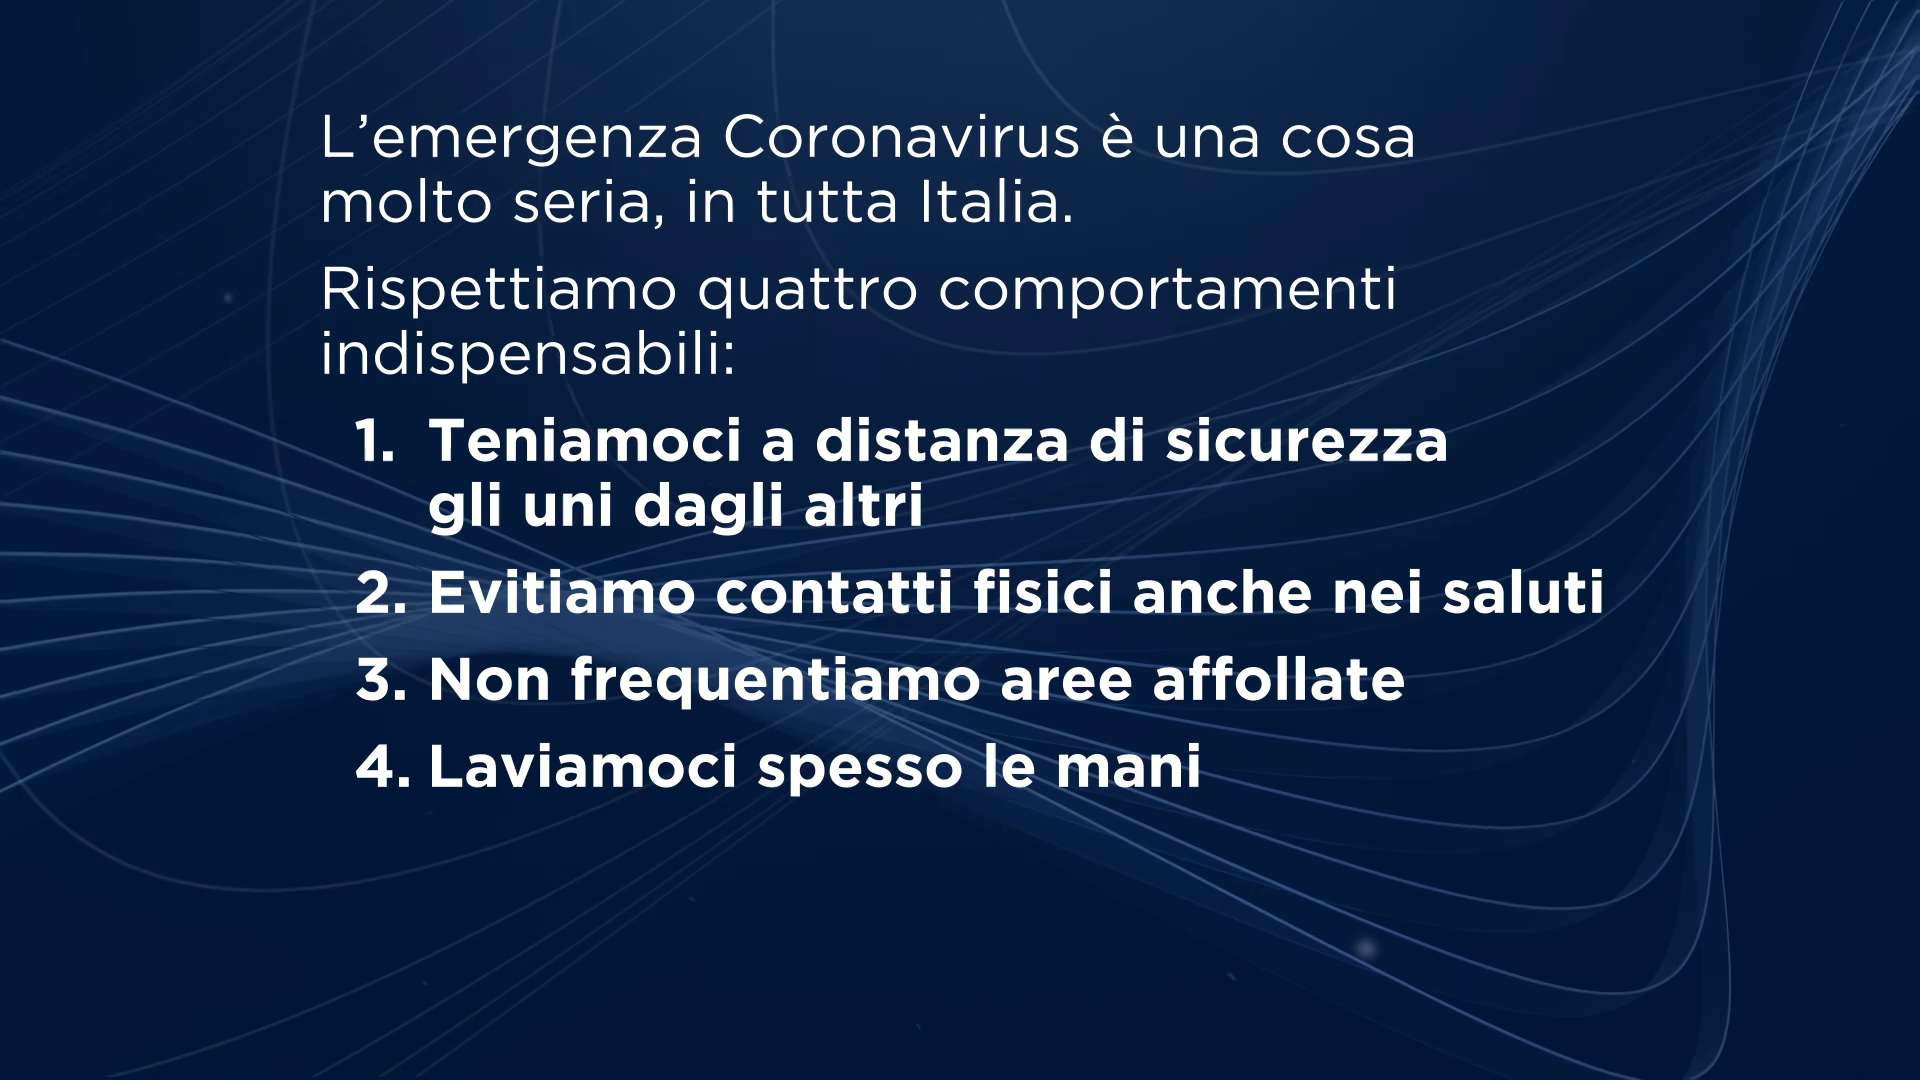 L’emergenza Coronavirus è una cosa
molto seria, in tutta Italia.
Rispettiamo quattro comportamenti
indispensabili:
1. Teniamoci a distanza di sicurezza
gli uni dagli altri
2. Evitiamo contatti fisici anche nei saluti
3. Non frequentiamo aree affollate
4. Laviamoci spesso le mani